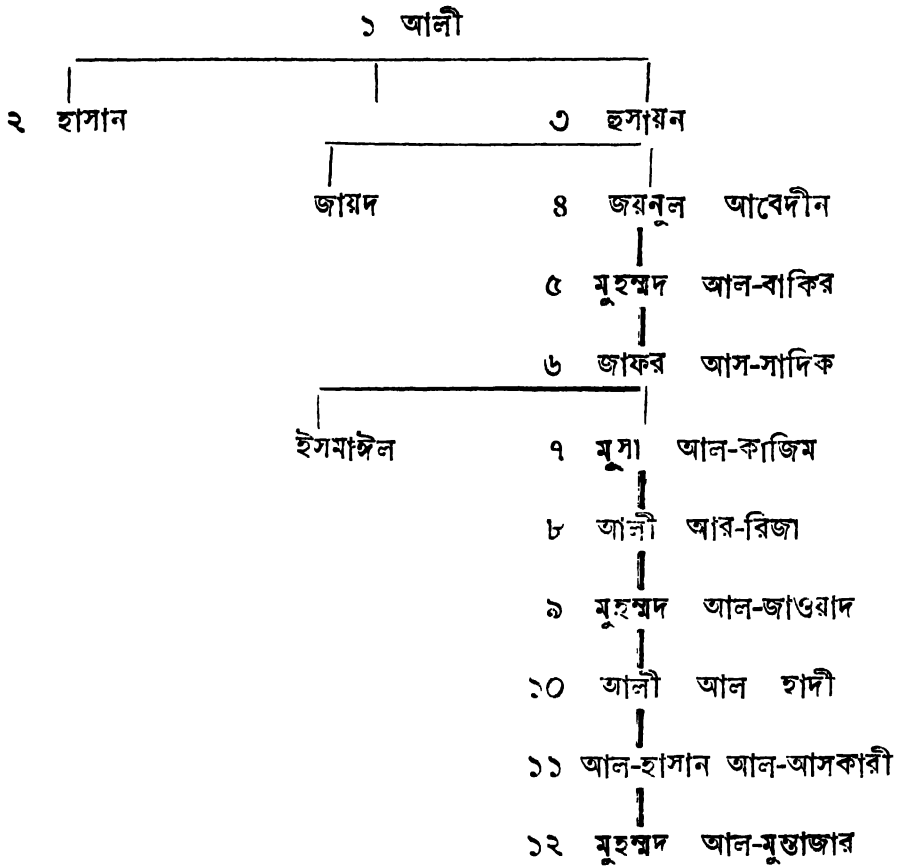 ১ আলী
২ হাসান ৩ হুসায়ন
জায়দ ৪ জয়নুল আবেদীন
৫ মুহম্মদ আল-বাকির
৬ জাফর আস-সাদিক
ইসমাঈল ৭ মুসা আল-কাজিম
৮ আলী আর-রিজা
৯ মুহম্মদ আল-জাওয়াদ
১০ আলী আল হাদী
১১ আল-হাসান আল-আসকারী
১২ মুহম্মদ আল-মুন্তাজার